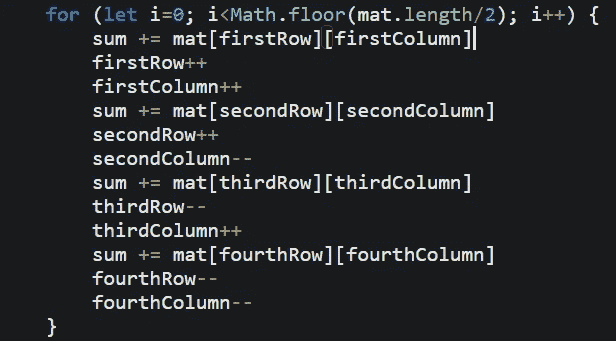 for (let i=0; i<Math.floor(mat.length/2); i++) {
sum += mat[firstRow][firstColumn]
firstRow++
firstColumn++
sum += mat[secondRow][secondColumn]
secondRow++
secondColumn--
sum += mat[thirdRow][thirdColumn]
thirdRow--
thirdColumn++
sum += mat[fourthRow][fourthColumn]
fourthRow--
fourthColumn--
}